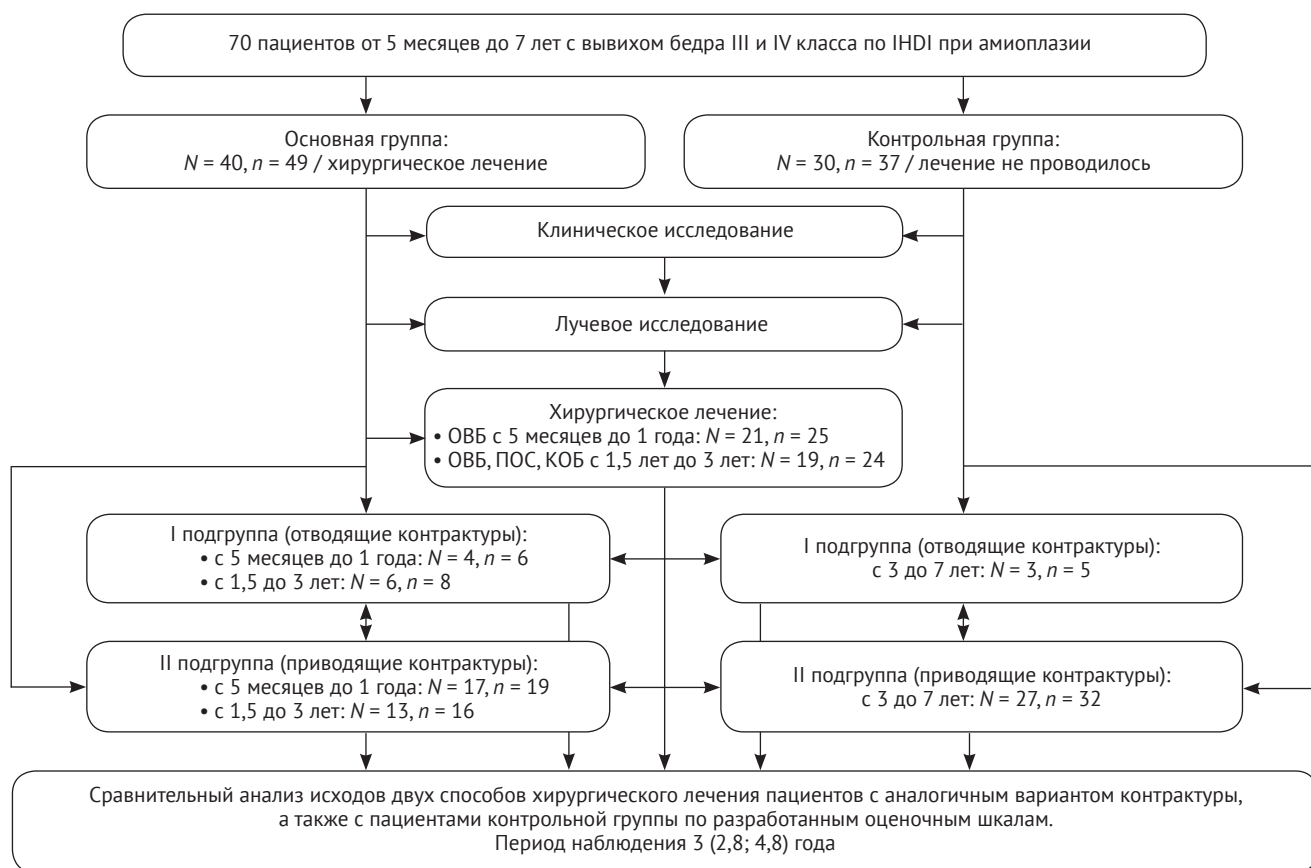 70 пациентов от 5 месяцев до 7 лет с вывихом бедра III и IV класса по IHDI при амиоплазии
Основная группа:
N = 40, n = 49 / хирургическое лечение
Контрольная группа:
N = 30, n = 37 / лечение не проводилось
Клиническое исследование
Лучевое исследование
Хирургическое лечение:
• ОВБ с 5 месяцев до 1 года: N = 21, n = 25
• ОВБ, ПОС, КОБ с 1,5 лет до 3 лет: N = 19, n = 24
I подгруппа (отводящие контрактуры):
• с 5 месяцев до 1 года: N = 4, n = 6
• с 1,5 до 3 лет: N = 6, n = 8
I подгруппа (отводящие контрактуры):
с 3 до 7 лет: N = 3, n = 5
II подгруппа (приводящие контрактуры):
• с 5 месяцев до 1 года: N = 17, n = 19
• с 1,5 до 3 лет: N = 13, n = 16
II подгруппа (приводящие контрактуры):
с 3 до 7 лет: N = 27, n = 32
Сравнительный анализ исходов двух способов хирургического лечения пациентов с аналогичным вариантом контрактуры,
а также с пациентами контрольной группы по разработанным оценочным шкалам.
Период наблюдения 3 (2,8; 4,8) года